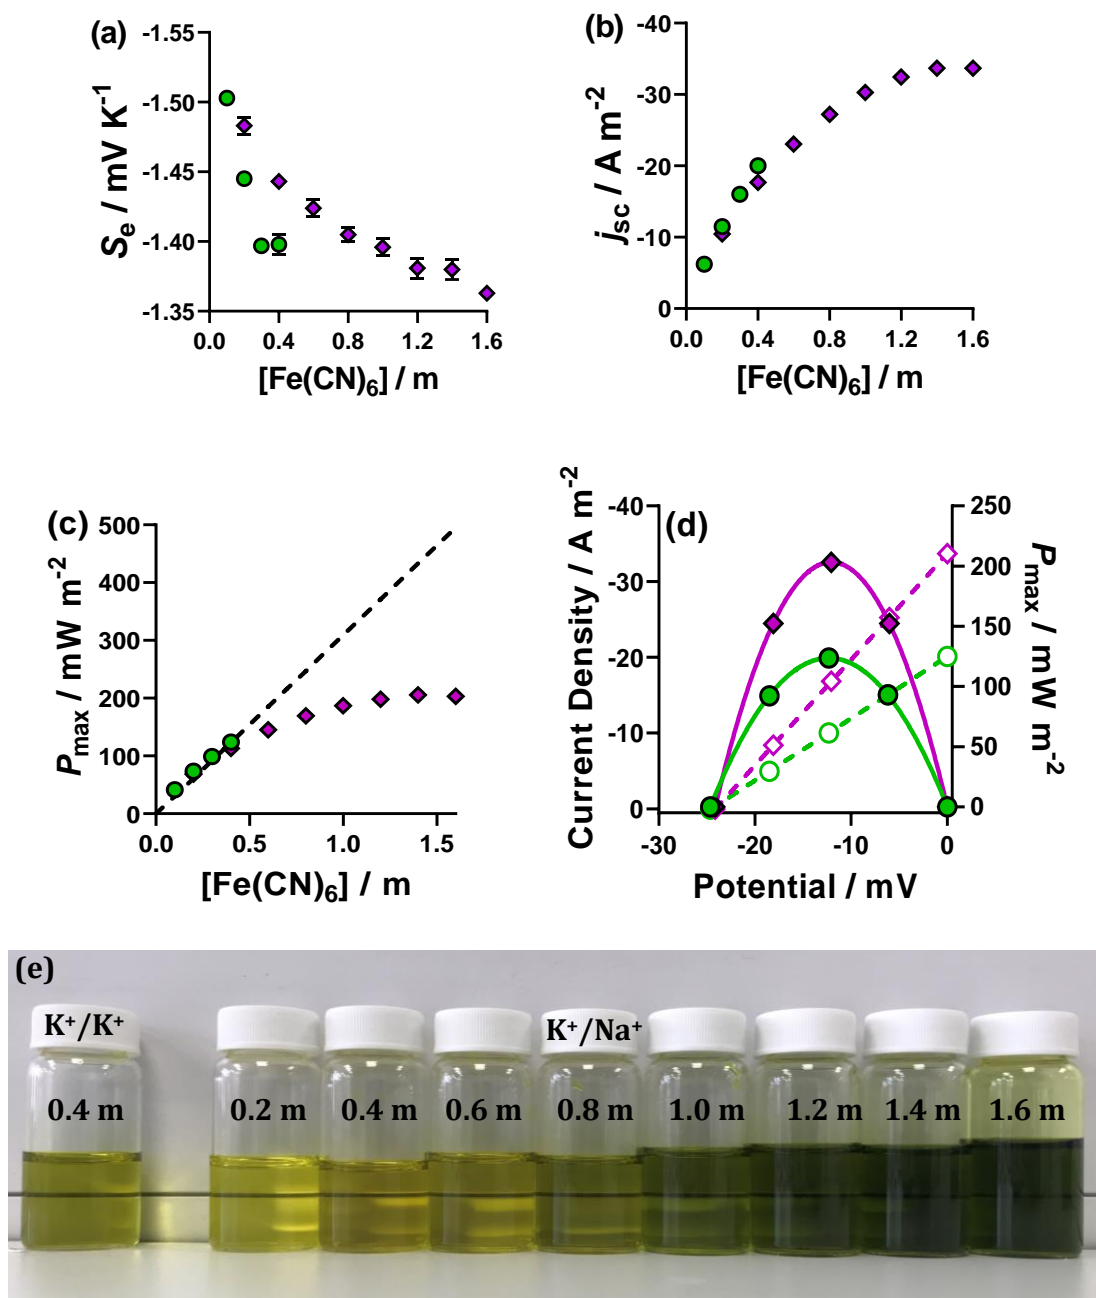 (a)
-1.55
-1.50
-1.45
-1.40
-1.35
0.0 0.4 0.8 1.2 1.6
Sₑ / mV K⁻¹
[Fe(CN)₆] / m
(b)
-40
-30
-20
-10
0
0.0 0.4 0.8 1.2 1.6
jsc / A m⁻²
[Fe(CN)₆] / m
(c)
500
400
300
200
100
0
0.0 0.5 1.0 1.5
Pmax / mW m⁻²
[Fe(CN)₆] / m
(d)
-40
-30
-20
-10
0
-30 -20 -10 0
250
200
150
100
50
0
Current Density / A m⁻²
Pmax / mW m⁻²
Potential / mV
(e)
K⁺/K⁺ K⁺/Na⁺
0.4 m 0.2 m 0.4 m 0.6 m 0.8 m 1.0 m 1.2 m 1.4 m 1.6 m